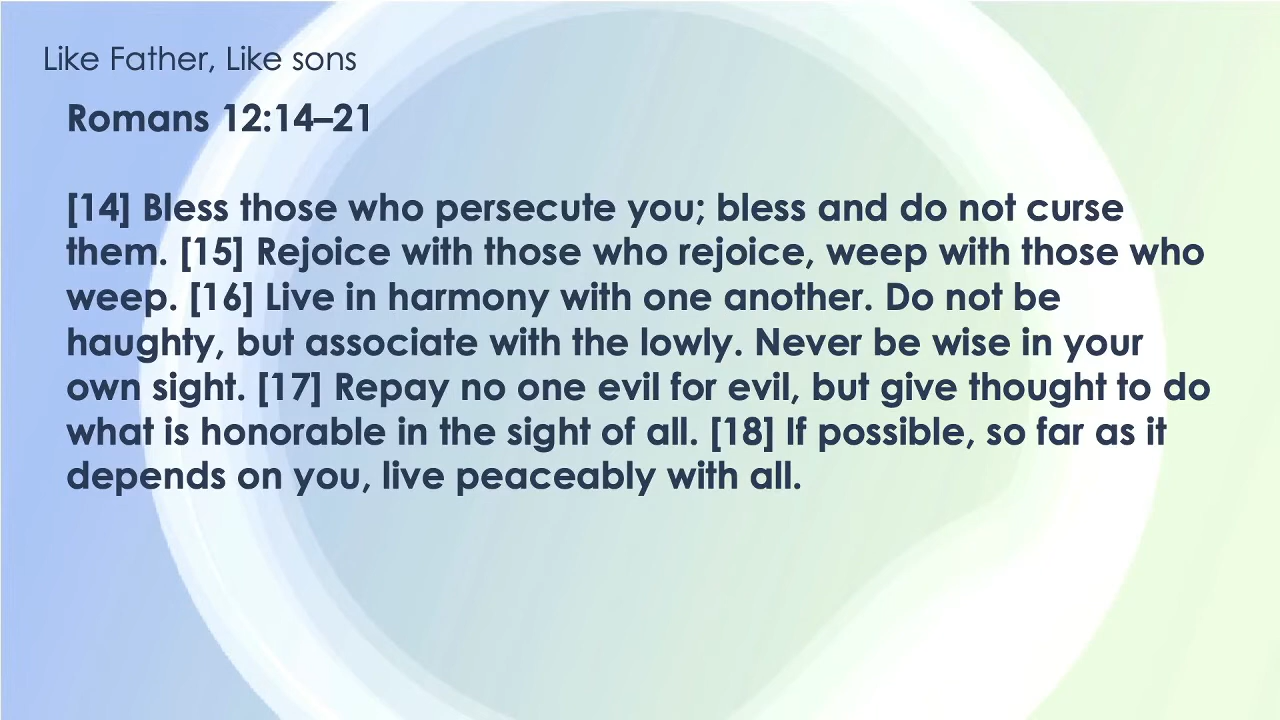 Like Father, Like sons
Romans 12:14–21
[14] Bless those who persecute you; bless and do not curse
them. [15] Rejoice with those who rejoice, weep with those who
weep. [16] Live in harmony with one another. Do not be
haughty, but associate with the lowly. Never be wise in your
own sight. [17] Repay no one evil for evil, but give thought to do
what is honorable in the sight of all. [18] If possible, so far as it
depends on you, live peaceably with all.